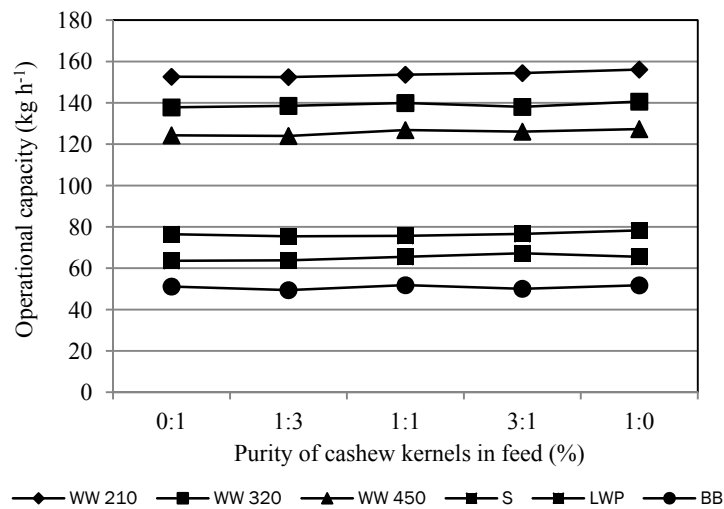 180
160
140
120
100
80
60
40
20
0
Operational capacity (kg h-1)
0:1 1:3 1:1 3:1 1:0
Purity of cashew kernels in feed (%)
WW 210 WW 320 WW 450 S LWP BB